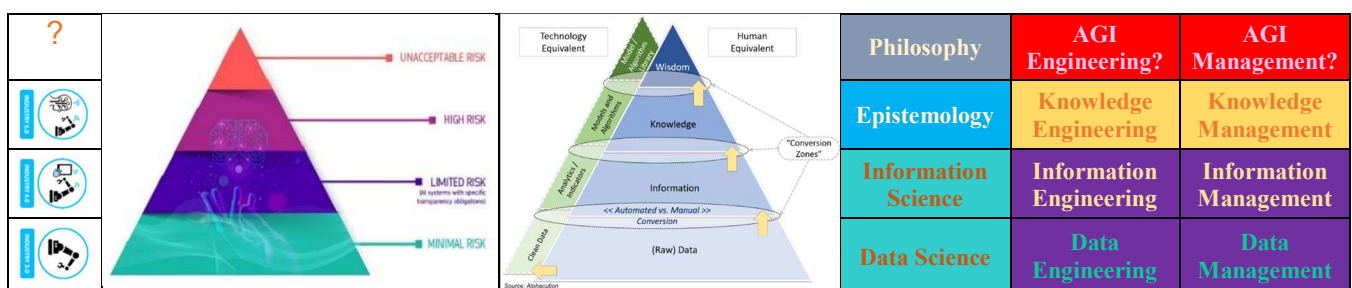 ?
INDUSTRY 5.0
INDUSTRY 4.0
INDUSTRY 3.0
UNACCEPTABLE RISK
HIGH RISK
LIMITED RISK
(AI systems with specific
transparency obligations)
MINIMAL RISK
Technology
Equivalent
Human
Equivalent
Model /
Algorithm
Library
Models and
Algorithms
Analytics /
Indicators
Clean Data
Wisdom
Knowledge
Information
<< Automated vs. Manual >>
Conversion
(Raw) Data
"Conversion
Zones"
Source: Alphacution
Philosophy
AGI
Engineering?
AGI
Management?
Epistemology
Knowledge
Engineering
Knowledge
Management
Information
Science
Information
Engineering
Information
Management
Data Science
Data
Engineering
Data
Management